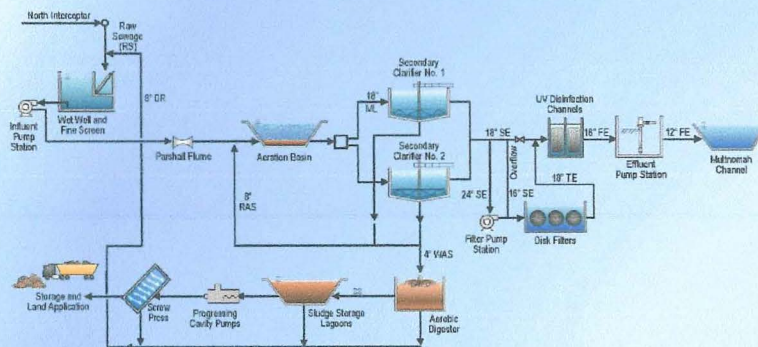 North Interceptor
Raw
Sewage
(RS)
6" DR
Wet Well and
Fine Screen
Influent
Pump
Station
Parshall Flume
Aeration Basin
18"
ML
Secondary
Clarifier No. 1
Secondary
Clarifier No. 2
8"
RAS
4" WAS
18" SE
24" SE
Overflow
16" SE
UV Disinfection
Channels
16" FE
18" TE
Effluent
Pump Station
12" FE
Multnomah
Channel
Filter Pump
Station
Disk Filters
Storage and
Land Application
Screw
Press
Progressing
Cavity Pumps
Sludge Storage
Lagoons
Aerobic
Digester